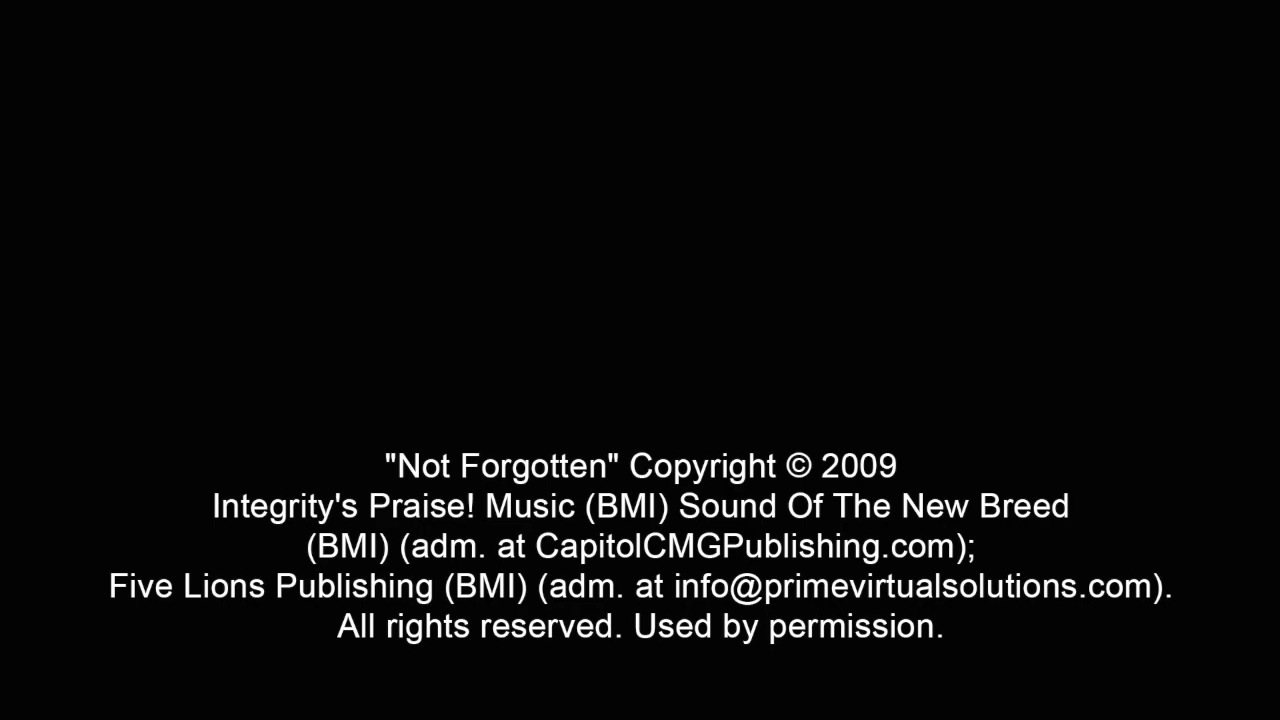 "Not Forgotten" Copyright © 2009
Integrity's Praise! Music (BMI) Sound Of The New Breed
(BMI) (adm. at CapitolCMGPublishing.com);
Five Lions Publishing (BMI) (adm. at info@primevirtualsolutions.com).
All rights reserved. Used by permission.